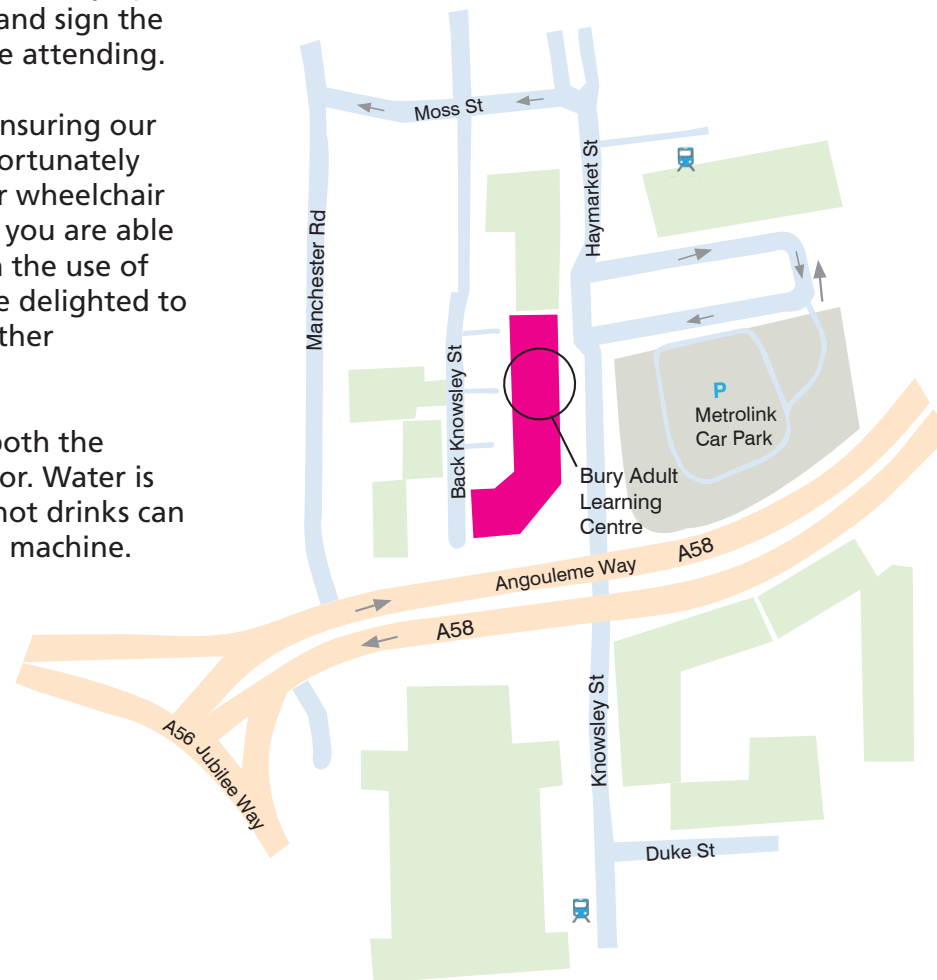 and sign the
e attending.
nsuring our
ortunately
r wheelchair
you are able
n the use of
e delighted to
ther
both the
or. Water is
not drinks can
machine.
Moss St
Manchester Rd
Haymarket St
Back Knowsley St
P
Metrolink
Car Park
Bury Adult
Learning
Centre
Angouleme Way
A58
A58
A56 Jubilee Way
Knowsley St
Duke St